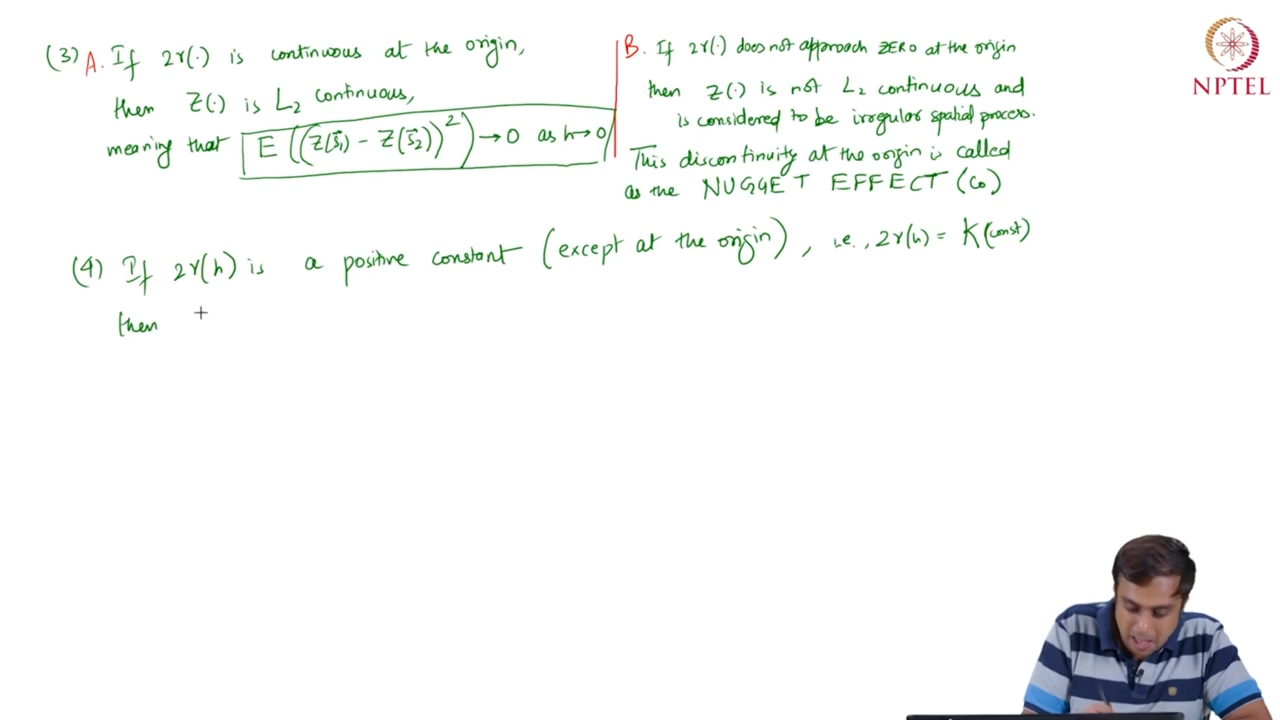 (3) A. If 2γ(·) is continuous at the origin,
then Z(·) is L₂ continuous,
meaning that E((Z(s⃗₁) - Z(s⃗₂))²) → 0 as h→0
B. If 2γ(·) does not approach ZERO at the origin
then Z(·) is not L₂ continuous and
is considered to be irregular spatial process.
This discontinuity at the origin is called
as the NUGGET EFFECT (C₀)
(4) If 2γ(h) is a positive constant (except at the origin), i.e., 2γ(h) = K(const)
then
NPTEL